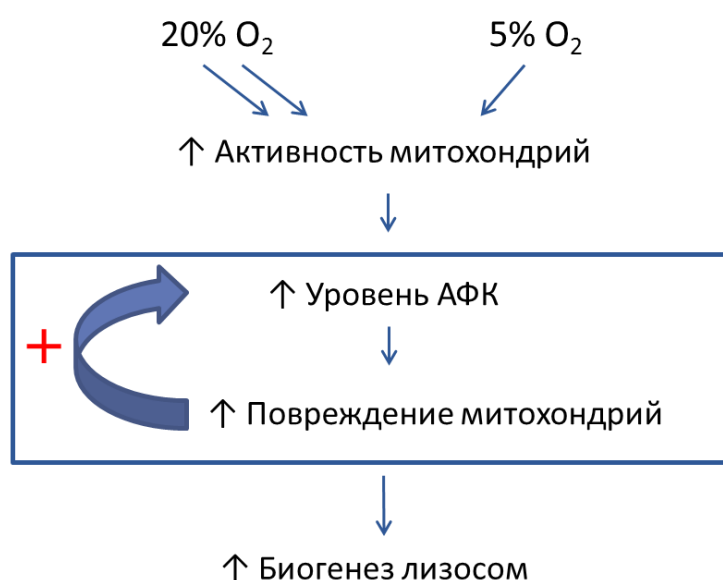 20% O₂ 5% O₂
↑ Активность митохондрий
↑ Уровень АФК
+
↑ Повреждение митохондрий
↑ Биогенез лизосом